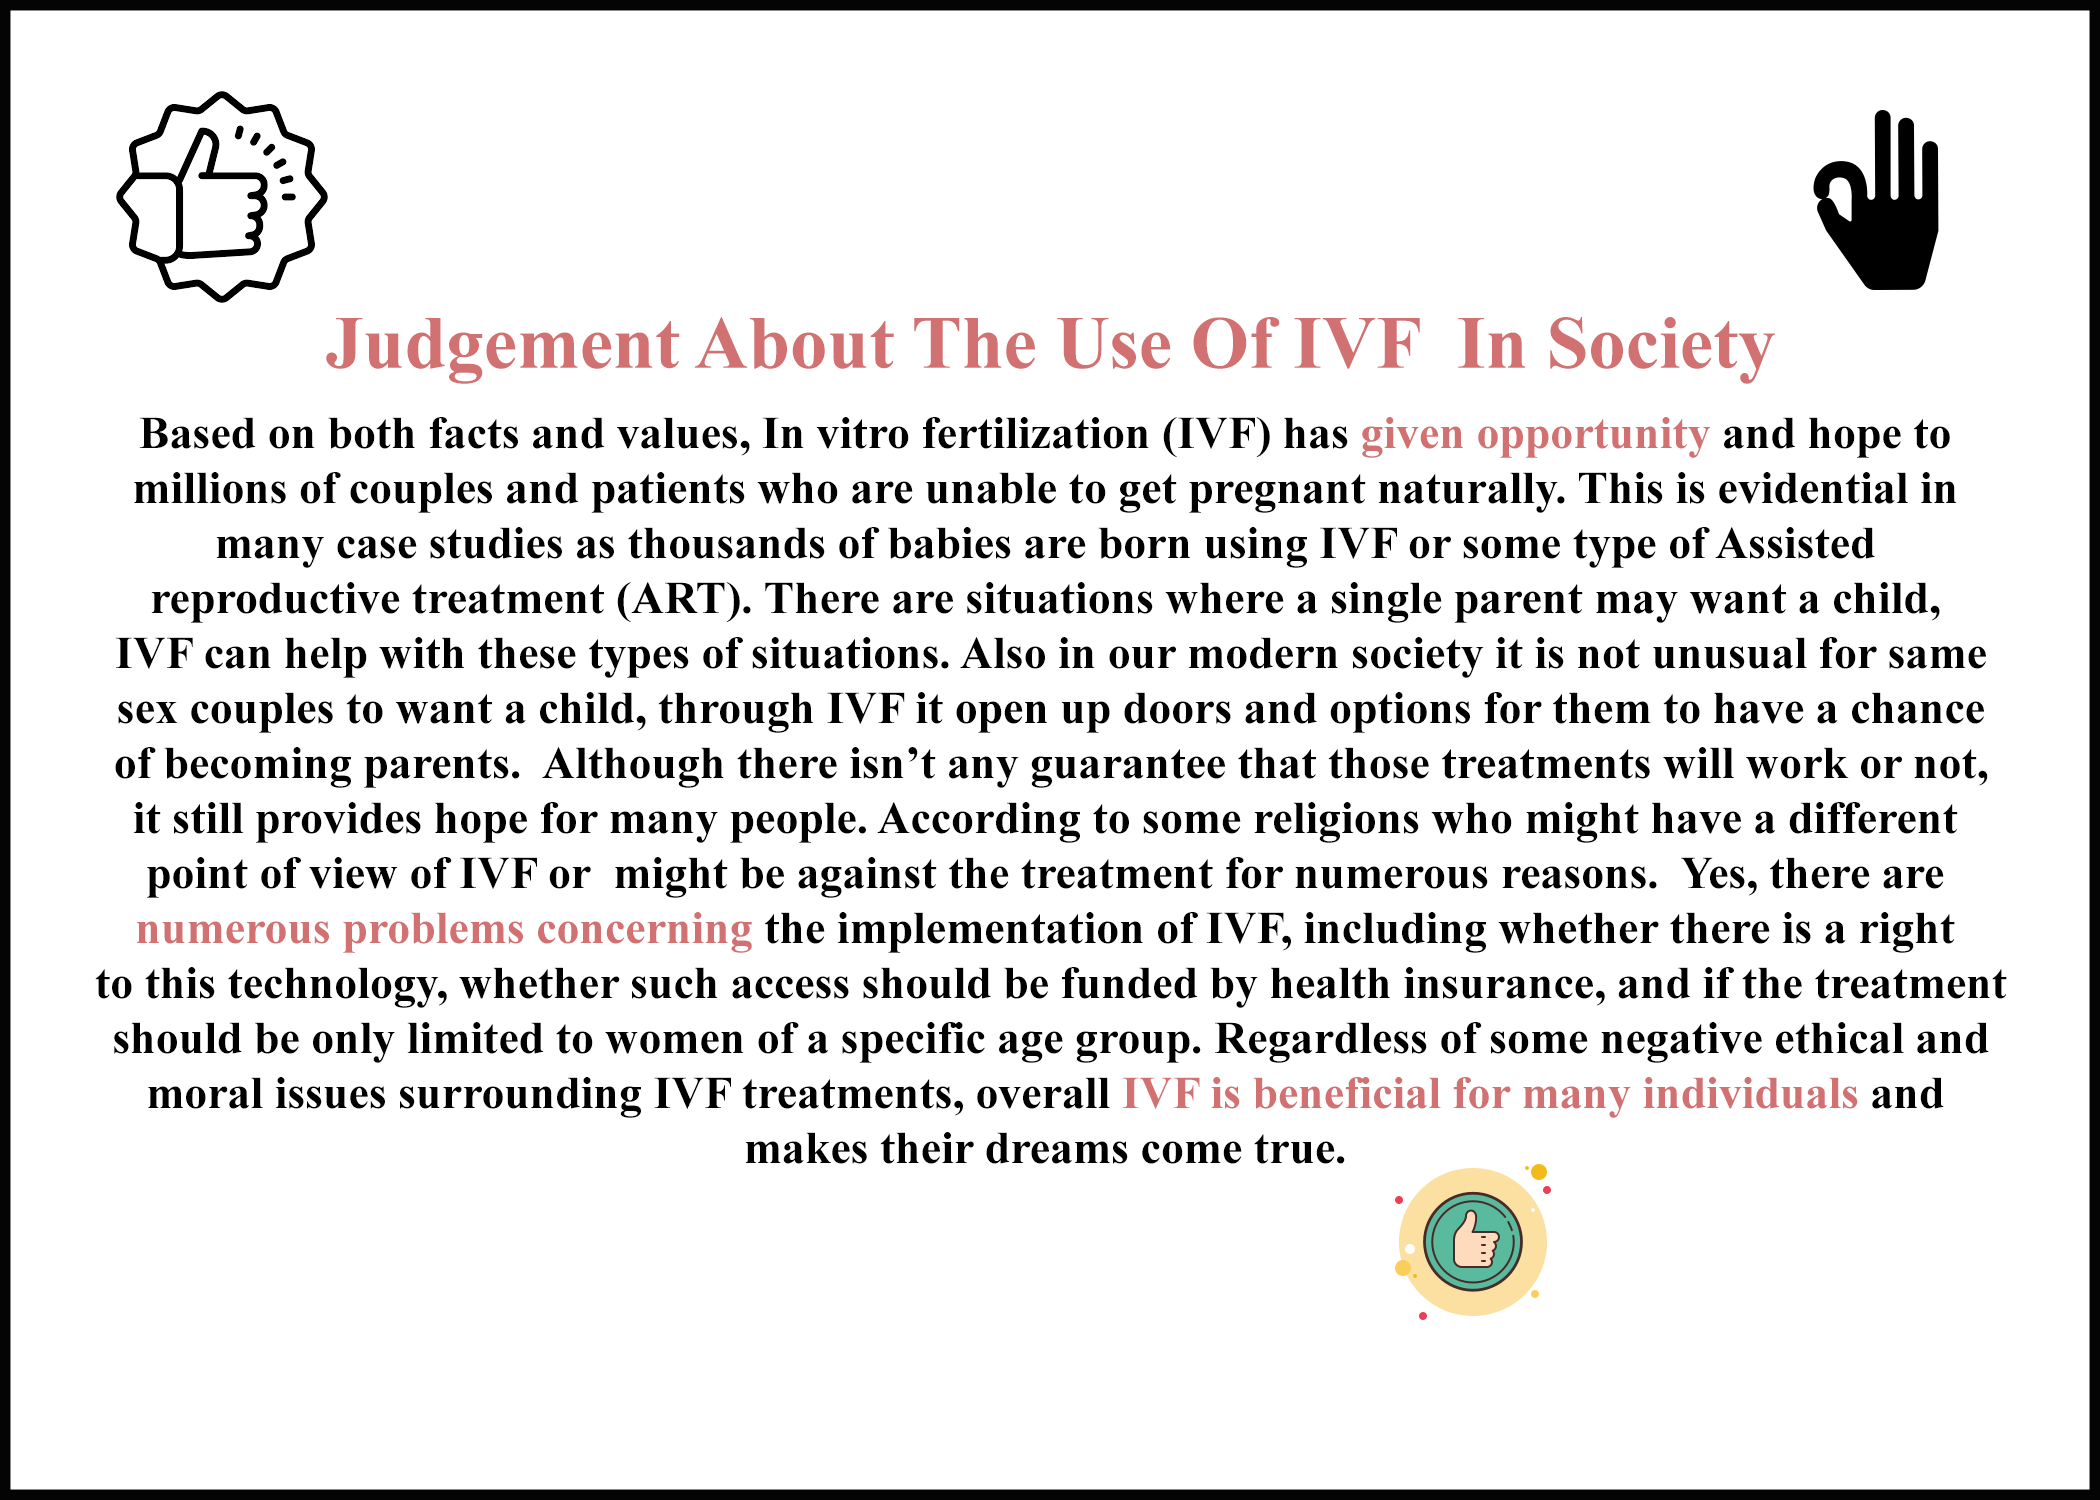 Judgement About The Use Of IVF  In Society
Based on both facts and values, In vitro fertilization (IVF) has given opportunity and hope to
millions of couples and patients who are unable to get pregnant naturally. This is evidential in
many case studies as thousands of babies are born using IVF or some type of Assisted
reproductive treatment (ART). There are situations where a single parent may want a child,
IVF can help with these types of situations. Also in our modern society it is not unusual for same
sex couples to want a child, through IVF it open up doors and options for them to have a chance
of becoming parents.  Although there isn’t any guarantee that those treatments will work or not,
it still provides hope for many people. According to some religions who might have a different
point of view of IVF or  might be against the treatment for numerous reasons.  Yes, there are
numerous problems concerning the implementation of IVF, including whether there is a right
to this technology, whether such access should be funded by health insurance, and if the treatment
should be only limited to women of a specific age group. Regardless of some negative ethical and
moral issues surrounding IVF treatments, overall IVF is beneficial for many individuals and
makes their dreams come true.